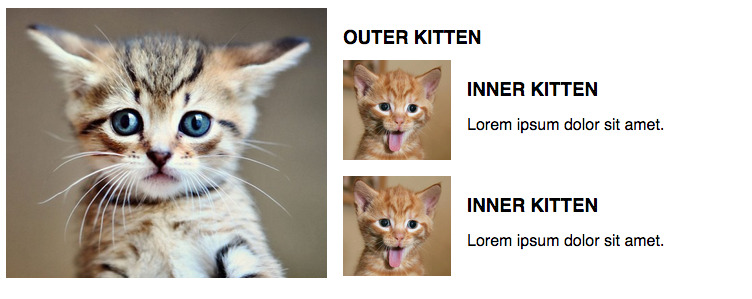 OUTER KITTEN
INNER KITTEN
Lorem ipsum dolor sit amet.
INNER KITTEN
Lorem ipsum dolor sit amet.